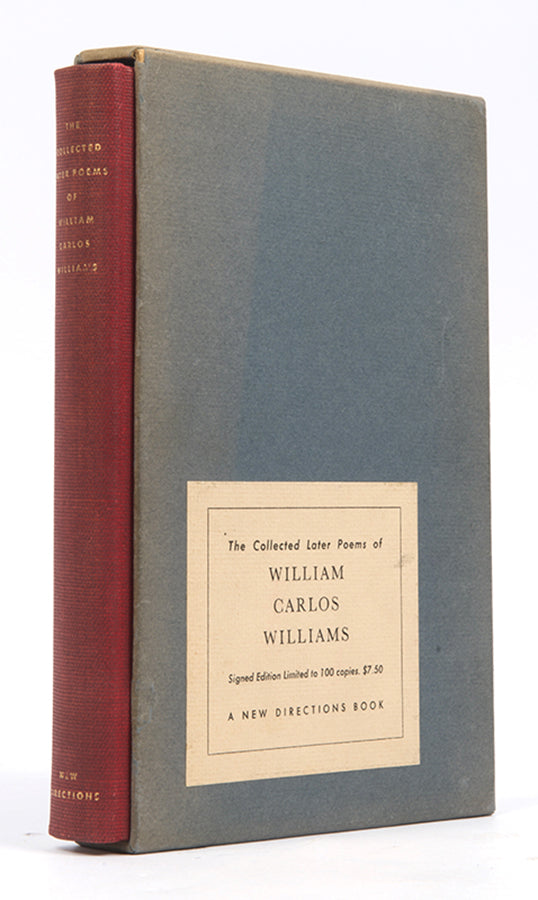 THE
COLLECTED
LATER POEMS
OF
WILLIAM
CARLOS
WILLIAMS
NEW
DIRECTIONS
The Collected Later Poems of
WILLIAM
CARLOS
WILLIAMS
Signed Edition Limited to 100 copies. $7.50
A NEW DIRECTIONS BOOK